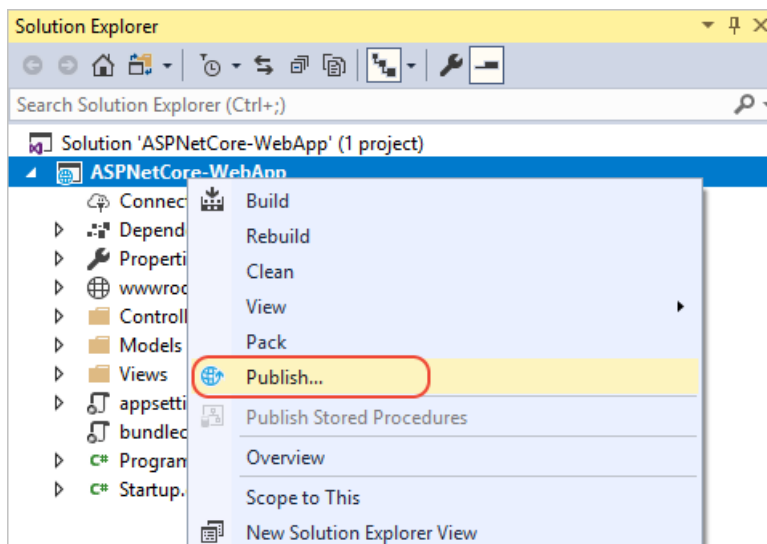 Solution Explorer
Search Solution Explorer (Ctrl+;)
Solution 'ASPNetCore-WebApp' (1 project)
ASPNetCore-WebApp
Connec
Depend
Properti
wwwroo
Controll
Models
Views
appsetti
bundlec
C# Program
C# Startup.
Build
Rebuild
Clean
View
Pack
Publish...
Publish Stored Procedures
Overview
Scope to This
New Solution Explorer View